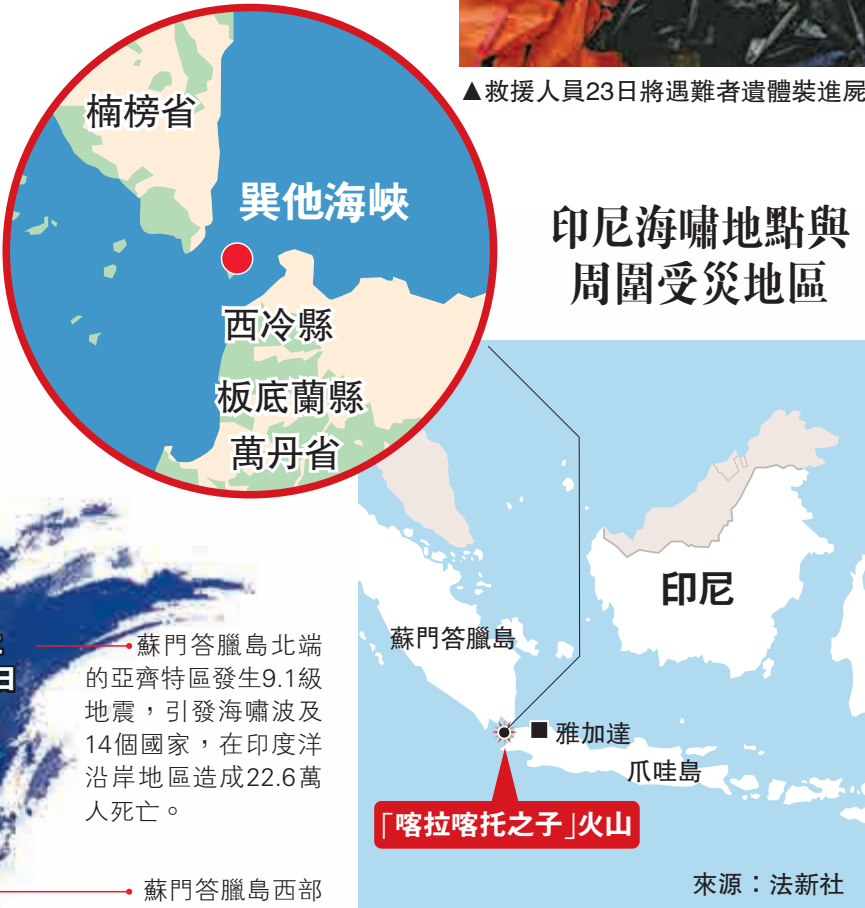 ▲救援人員23日將遇難者遺體裝進屍
楠榜省
巽他海峽
西冷縣
板底蘭縣
萬丹省
印尼海嘯地點與
周圍受災地區
印尼
蘇門答臘島
雅加達
爪哇島
「喀拉喀托之子」火山
來源：法新社
日
蘇門答臘島北端
的亞齊特區發生9.1級
地震，引發海嘯波及
14個國家，在印度洋
沿岸地區造成22.6萬
人死亡。
蘇門答臘島西部